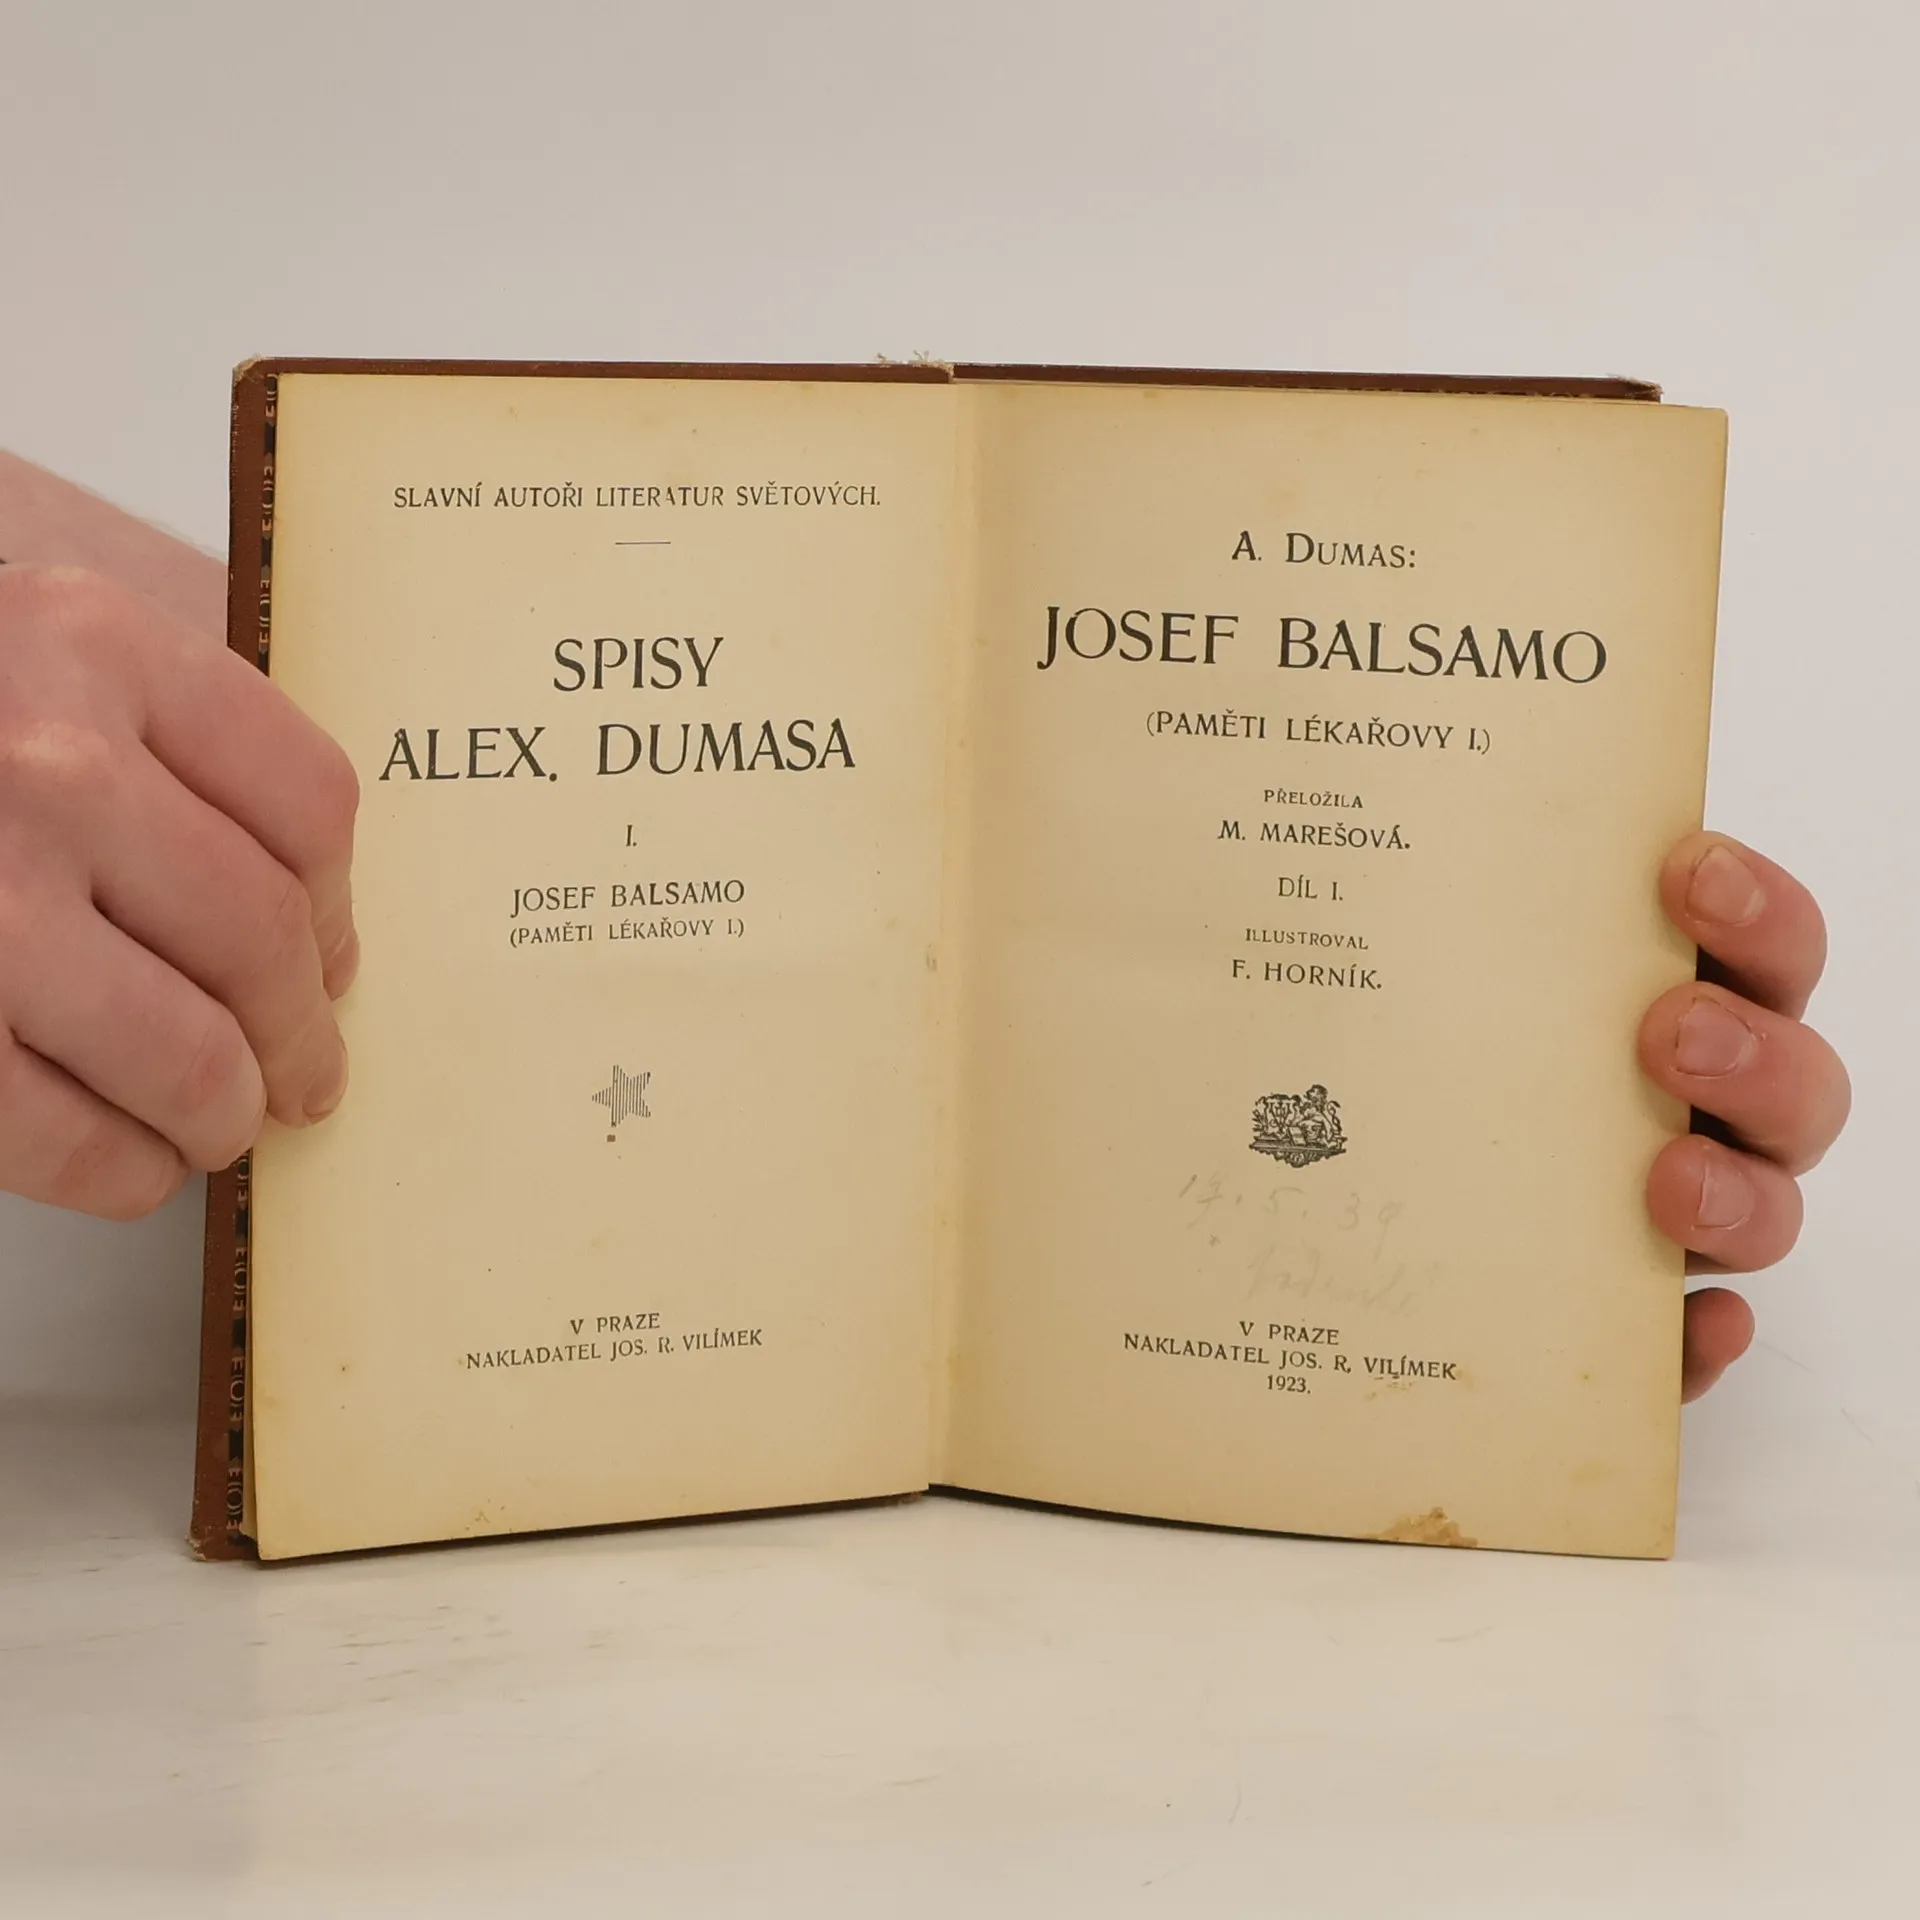 SLAVNÍ AUTOŘI LITERATUR SVĚTOVÝCH.
SPISY
ALEX. DUMASA
I.
JOSEF BALSAMO
(PAMĚTI LÉKAŘOVY I.)
V PRAZE
NAKLADATEL JOS. R. VILÍMEK
A. DUMAS:
JOSEF BALSAMO
(PAMĚTI LÉKAŘOVY I.)
PŘELOŽILA
M. MAREŠOVÁ.
DÍL I.
ILLUSTROVAL
F. HORNÍK.
V PRAZE
NAKLADATEL JOS. R. VILÍMEK
1923.